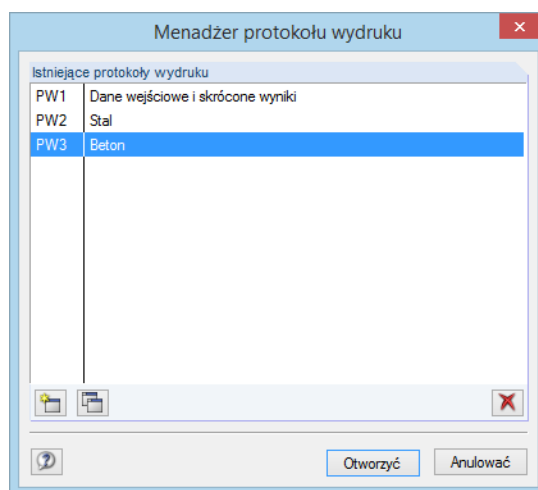 Menadżer protokołu wydruku
Istniejące protokoły wydruku
PW1 Dane wejściowe i skrócone wyniki
PW2 Stal
PW3 Beton
Otworzyć Anulować